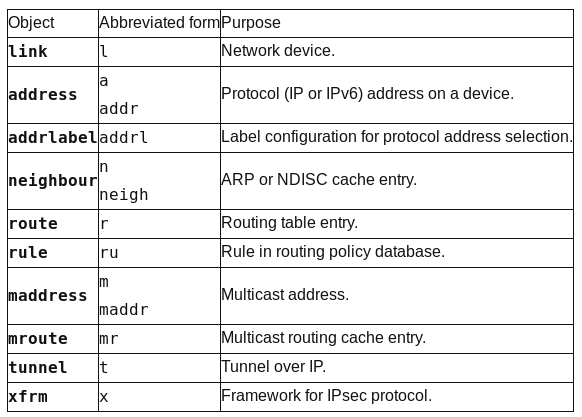 Object Abbreviated form Purpose
link l Network device.
address a
addr Protocol (IP or IPv6) address on a device.
addrlabel addrl Label configuration for protocol address selection.
neighbour n
neigh ARP or NDISC cache entry.
route r Routing table entry.
rule ru Rule in routing policy database.
maddress m
maddr Multicast address.
mroute mr Multicast routing cache entry.
tunnel t Tunnel over IP.
xfrm x Framework for IPsec protocol.